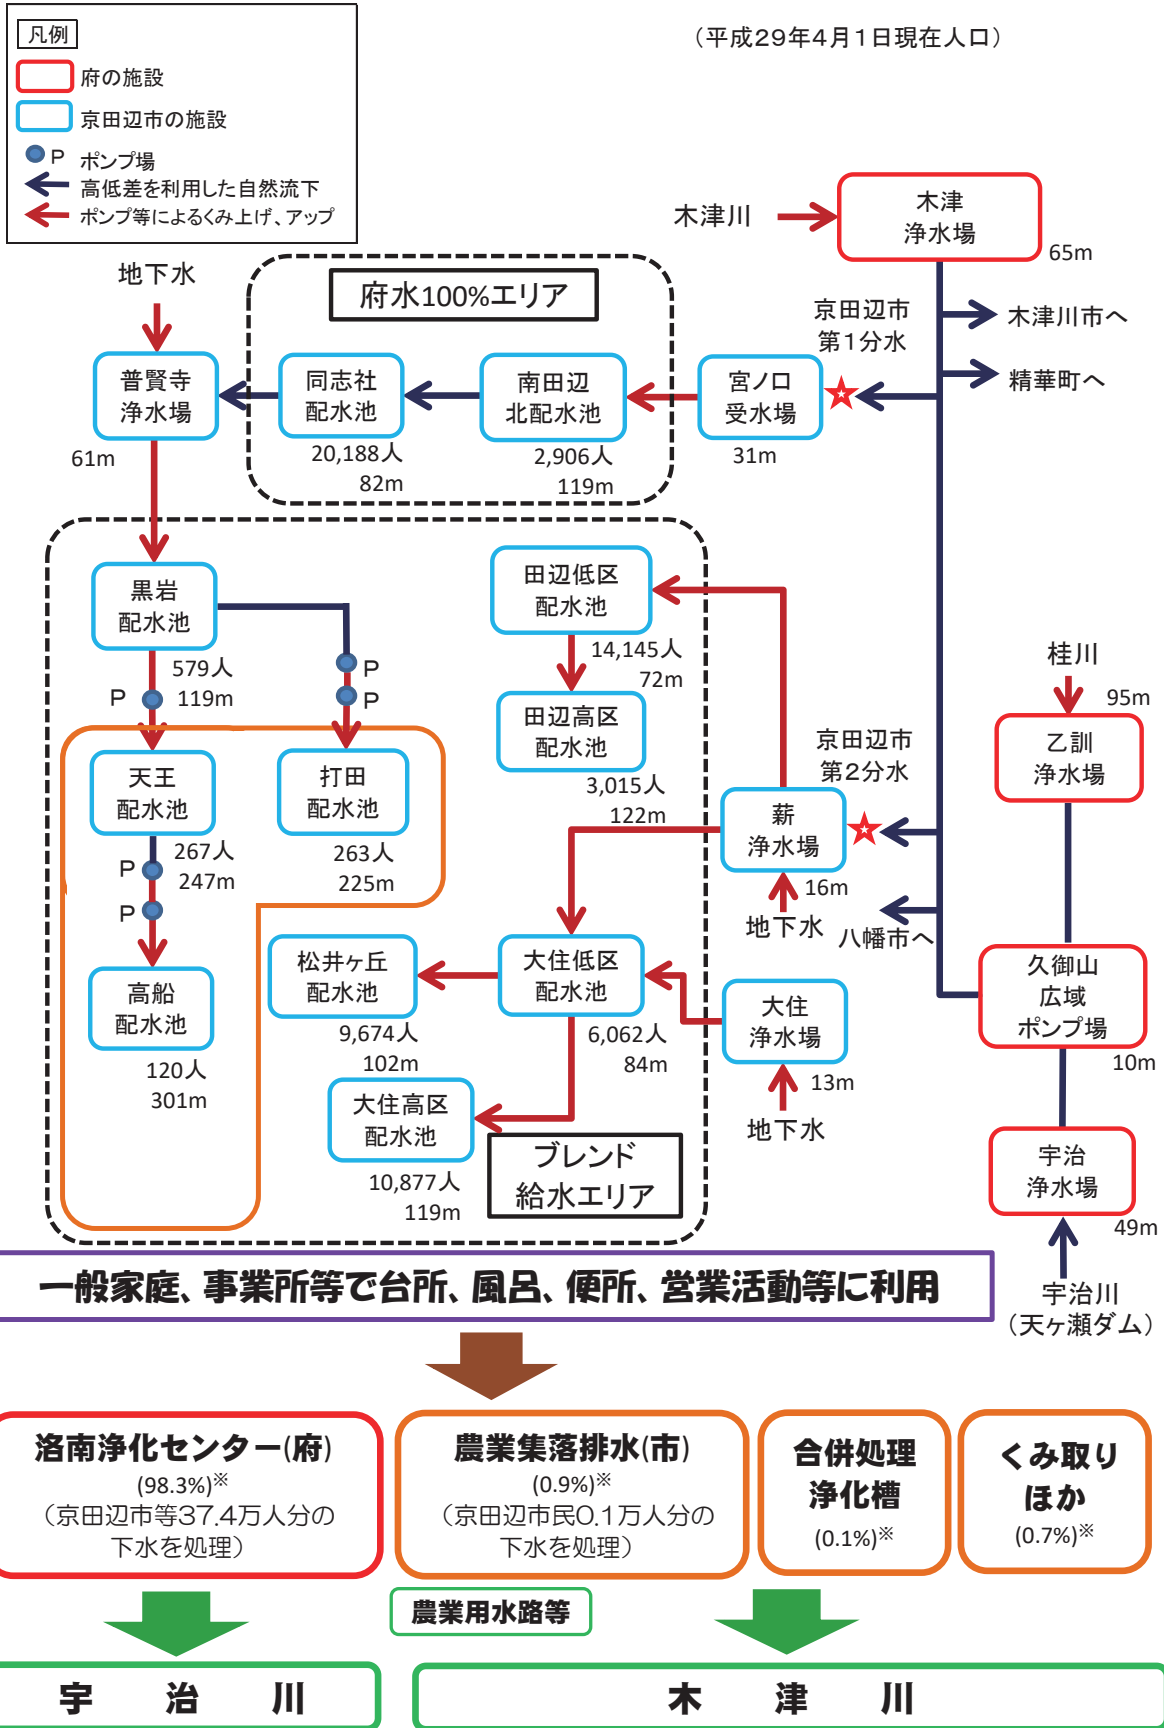 凡例
府の施設
京田辺市の施設
P ポンプ場
高低差を利用した自然流下
ポンプ等によるくみ上げ、アップ
（平成29年4月1日現在人口）
木津川
木津
浄水場
65m
木津川市へ
精華町へ
京田辺市
第1分水
地下水
府水100%エリア
普賢寺
浄水場
61m
同志社
配水池
20,188人
82m
南田辺
北配水池
2,906人
119m
宮ノ口
受水場
31m
黒岩
配水池
579人
119m
P
P
P
田辺低区
配水池
14,145人
72m
田辺高区
配水池
3,015人
122m
桂川
95m
乙訓
浄水場
京田辺市
第2分水
薪
浄水場
16m
地下水
八幡市へ
天王
配水池
267人
247m
打田
配水池
263人
225m
P
P
高船
配水池
120人
301m
松井ヶ丘
配水池
9,674人
102m
大住低区
配水池
6,062人
84m
大住
浄水場
13m
地下水
久御山
広域
ポンプ場
10m
大住高区
配水池
10,877人
119m
ブレンド
給水エリア
宇治
浄水場
49m
宇治川
（天ヶ瀬ダム）
一般家庭、事業所等で台所、風呂、便所、営業活動等に利用
洛南浄化センター(府)
(98.3%)※
（京田辺市等37.4万人分の
下水を処理）
農業集落排水(市)
(0.9%)※
（京田辺市民0.1万人分の
下水を処理）
合併処理
浄化槽
(0.1%)※
くみ取り
ほか
(0.7%)※
農業用水路等
宇治川
木津川